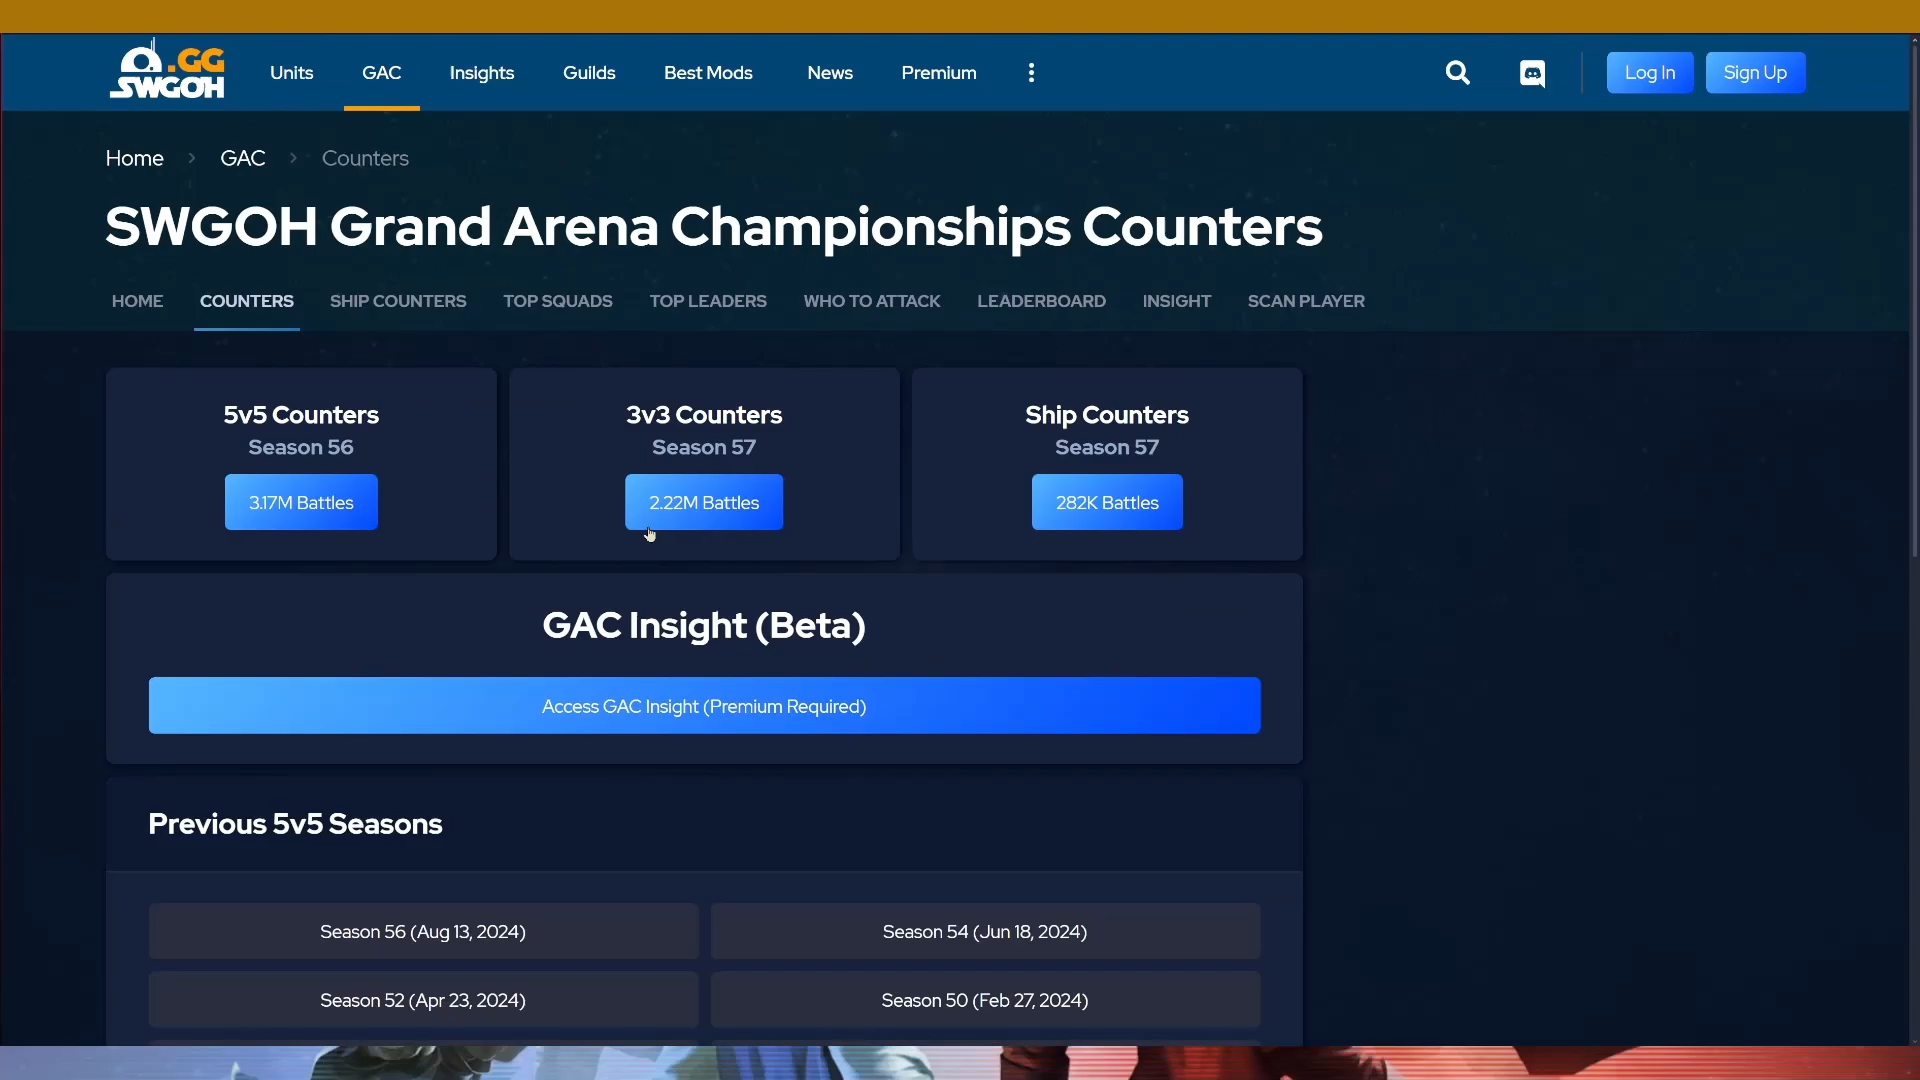 .GG
SWGOH
Units
GAC
Insights
Guilds
Best Mods
News
Premium
Log In
Sign Up
Home
GAC
Counters
SWGOH Grand Arena Championships Counters
HOME
COUNTERS
SHIP COUNTERS
TOP SQUADS
TOP LEADERS
WHO TO ATTACK
LEADERBOARD
INSIGHT
SCAN PLAYER
5v5 Counters
Season 56
3.17M Battles
3v3 Counters
Season 57
2.22M Battles
Ship Counters
Season 57
282K Battles
GAC Insight (Beta)
Access GAC Insight (Premium Required)
Previous 5v5 Seasons
Season 56 (Aug 13, 2024)
Season 54 (Jun 18, 2024)
Season 52 (Apr 23, 2024)
Season 50 (Feb 27, 2024)